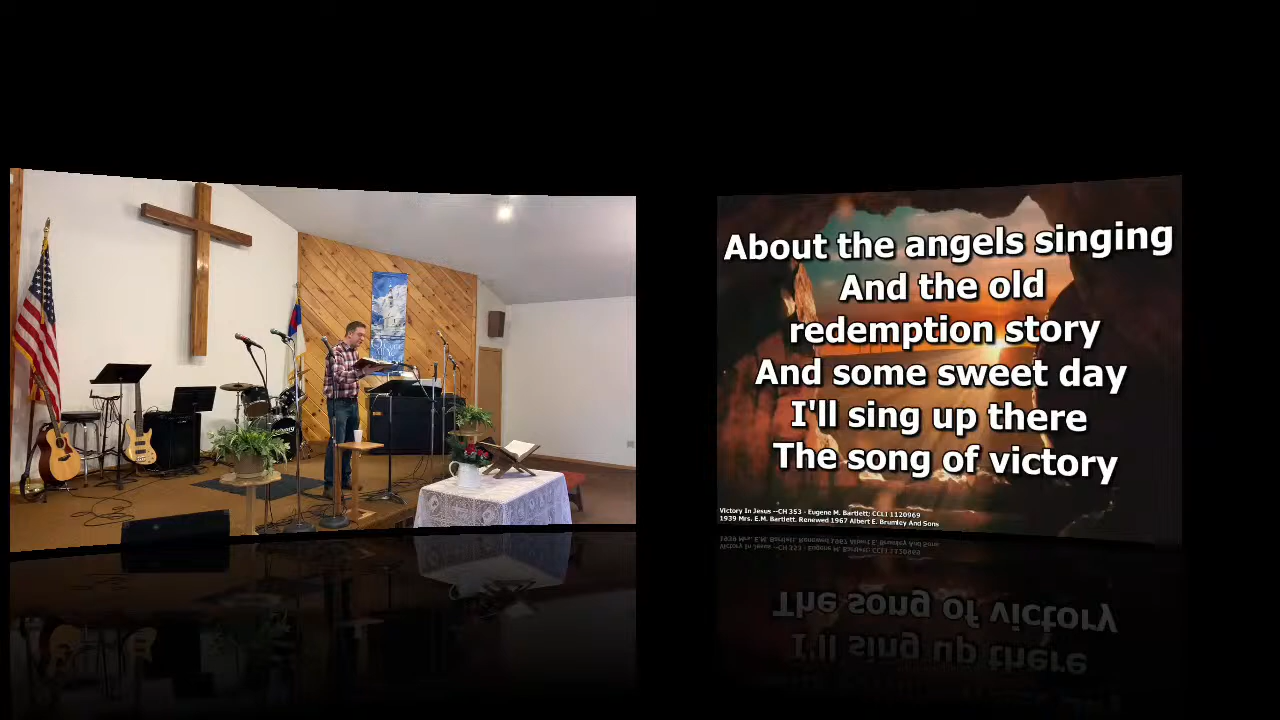 About the angels singing
And the old
redemption story
And some sweet day
I'll sing up there
The song of victory
Victory In Jesus --CH 353 - Eugene M. Bartlett; CCLI 1120969
1939 Mrs. E.M. Bartlett. Renewed 1967 Albert E. Brumley And Sons